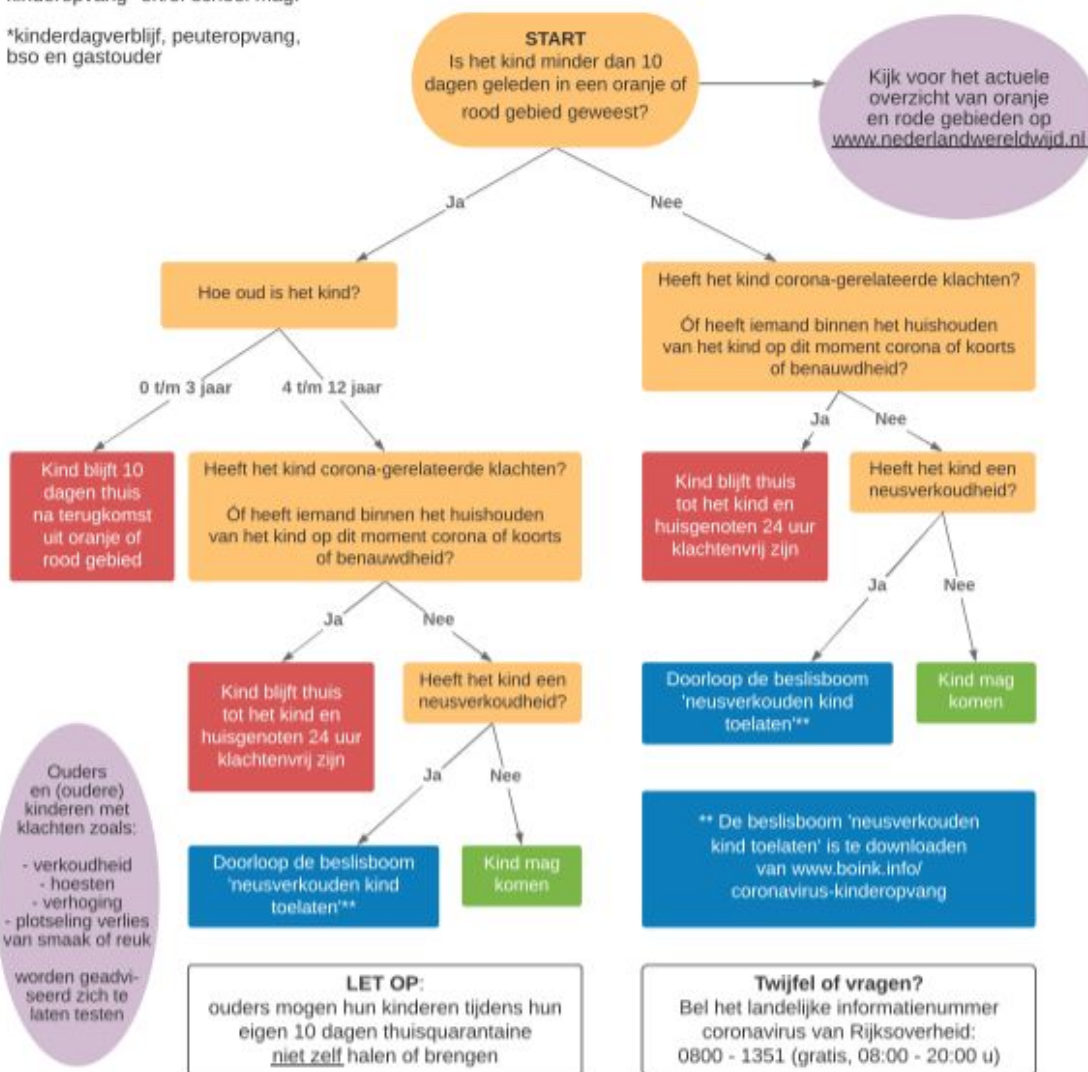 *kinderdagverblijf, peuteropvang,
bso en gastouder
START
Is het kind minder dan 10
dagen geleden in een oranje of
rood gebied geweest?
Kijk voor het actuele
overzicht van oranje
en rode gebieden op
www.nederlandwereldwijd.nl
Ja
Nee
Hoe oud is het kind?
Heeft het kind corona-gerelateerde klachten?
Óf heeft iemand binnen het huishouden
van het kind op dit moment corona of koorts
of benauwdheid?
0 t/m 3 jaar
4 t/m 12 jaar
Ja
Nee
Kind blijft 10
dagen thuis
na terugkomst
uit oranje of
rood gebied
Heeft het kind corona-gerelateerde klachten?
Óf heeft iemand binnen het huishouden
van het kind op dit moment corona of koorts
of benauwdheid?
Kind blijft thuis
tot het kind en
huisgenoten 24 uur
klachtenvrij zijn
Heeft het kind een
neusverkoudheid?
Ja
Nee
Ja
Nee
Kind blijft thuis
tot het kind en
huisgenoten 24 uur
klachtenvrij zijn
Heeft het kind een
neusverkoudheid?
Doorloop de beslisboom
'neusverkouden kind
toelaten'**
Kind mag
komen
Ja
Nee
Doorloop de beslisboom
'neusverkouden kind
toelaten'**
Kind mag
komen
** De beslisboom 'neusverkouden
kind toelaten' is te downloaden
van www.boink.info/
coronavirus-kinderopvang
Ouders
en (oudere)
kinderen met
klachten zoals:
- verkoudheid
- hoesten
- verhoging
- plotseling verlies
van smaak of reuk
worden geadvi-
seerd zich te
laten testen
LET OP:
ouders mogen hun kinderen tijdens hun
eigen 10 dagen thuisquarantaine
niet zelf halen of brengen
Twijfel of vragen?
Bel het landelijke informatienummer
coronavirus van Rijksoverheid:
0800 - 1351 (gratis, 08:00 - 20:00 u)